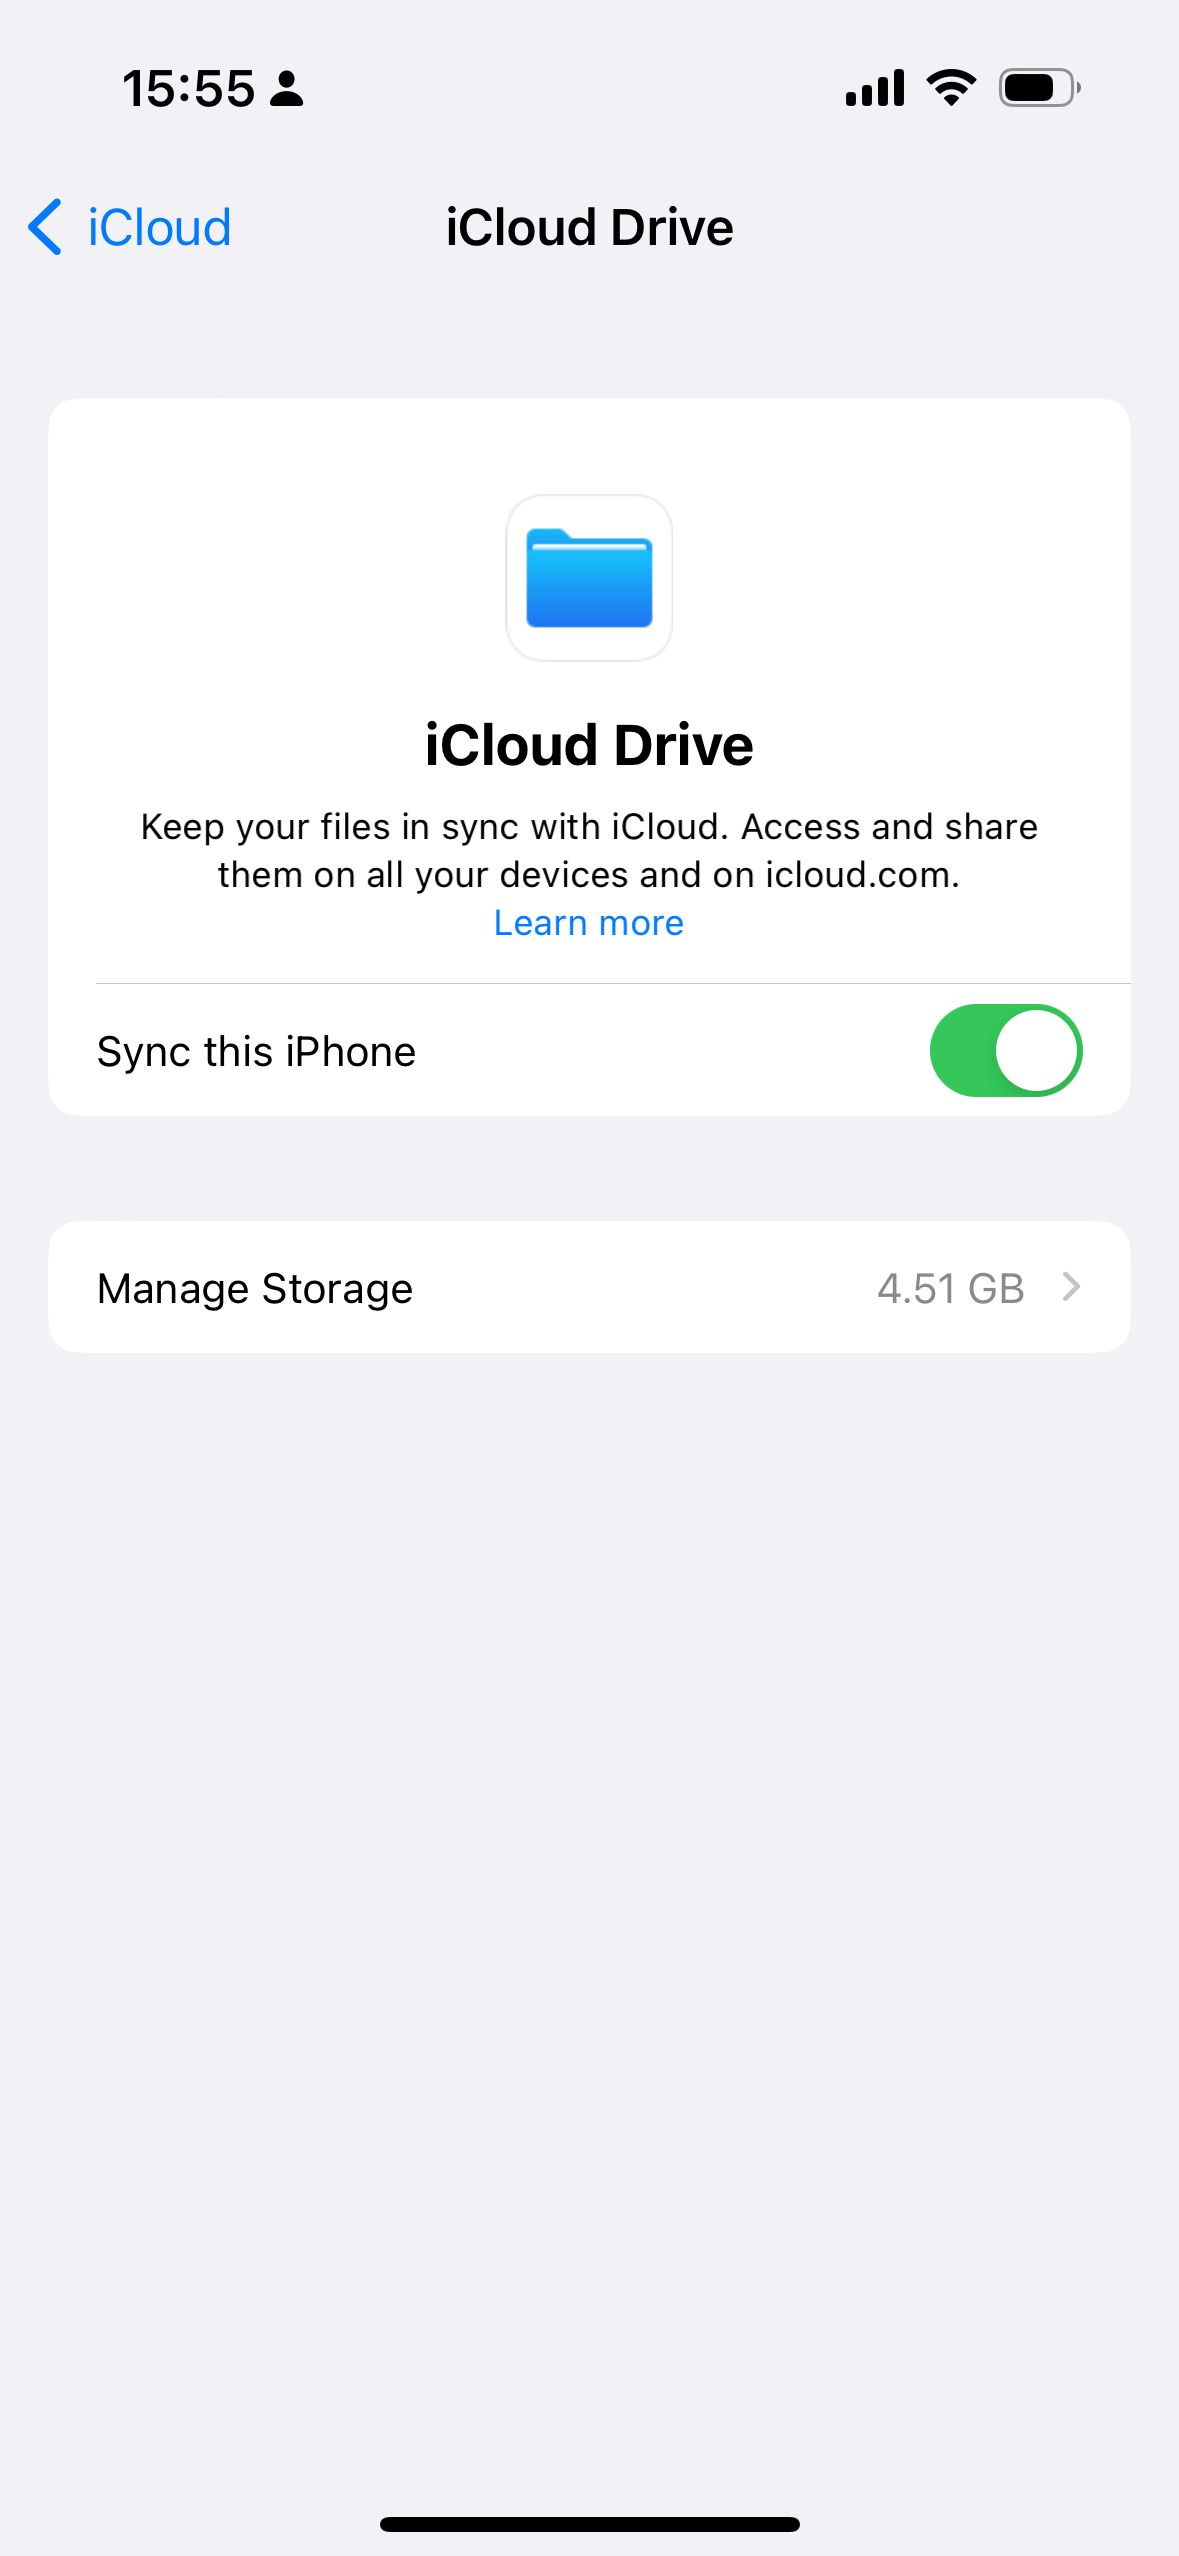 15:55
iCloud
iCloud Drive
iCloud Drive
Keep your files in sync with iCloud. Access and share
them on all your devices and on icloud.com.
Learn more
Sync this iPhone
Manage Storage 4.51 GB